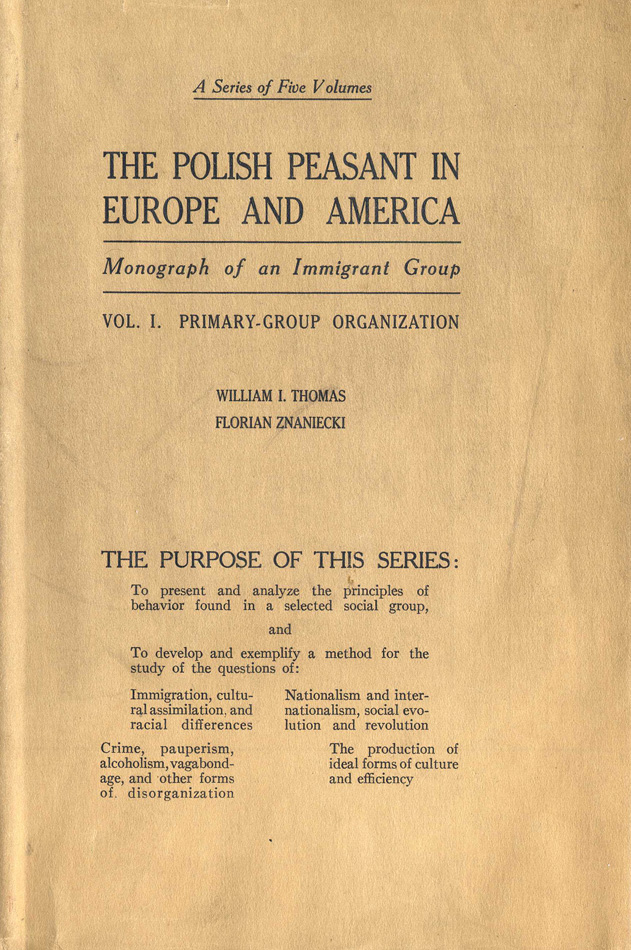 A Series of Five Volumes
THE POLISH PEASANT IN
EUROPE AND AMERICA
Monograph of an Immigrant Group
VOL. I. PRIMARY-GROUP ORGANIZATION
WILLIAM I. THOMAS
FLORIAN ZNANIECKI
THE PURPOSE OF THIS SERIES:
To present and analyze the principles of
behavior found in a selected social group,
and
To develop and exemplify a method for the
study of the questions of:
Immigration, cultu-
ral assimilation, and
racial differences
Nationalism and inter-
nationalism, social evo-
lution and revolution
Crime, pauperism,
alcoholism, vagabond-
age, and other forms
of disorganization
The production of
ideal forms of culture
and efficiency